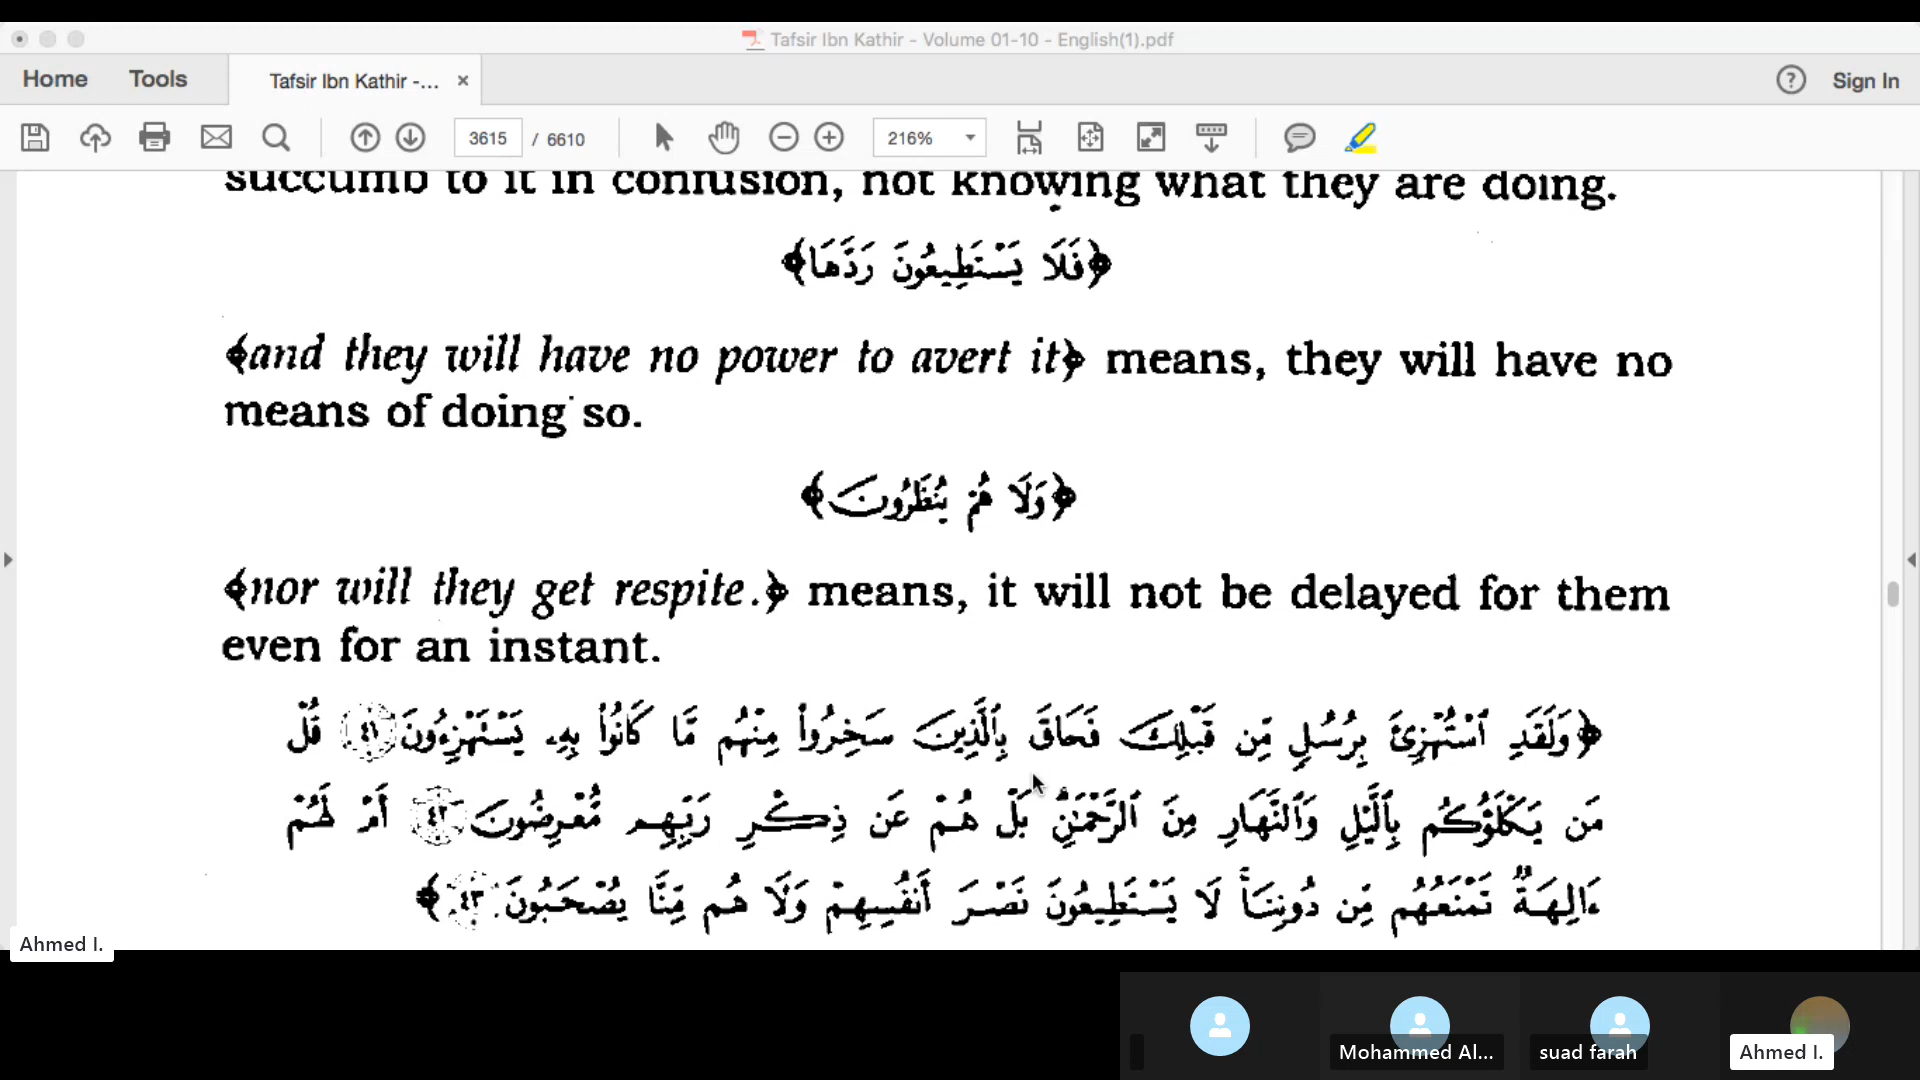 Tafsir Ibn Kathir - Volume 01-10 - English(1).pdf
Home
Tools
Tafsir Ibn Kathir -...
×
?
Sign In
3615 / 6610
216%
succumb to it in confusion, not knowing what they are doing.
﴿فَلَا يَسْتَطِيعُونَ رَدَّهَا﴾
﴾and they will have no power to avert it﴿ means, they will have no
means of doing so.
﴿وَلَا هُمْ يُنظَرُونَ﴾
﴾nor will they get respite.﴿ means, it will not be delayed for them
even for an instant.
﴿وَلَقَدِ ٱسْتُهْزِئَ بِرُسُلٍ مِّن قَبْلِكَ فَحَاقَ بِٱلَّذِينَ سَخِرُوا۟ مِنْهُم مَّا كَانُوا۟ بِهِۦ يَسْتَهْزِءُونَ ٤١ قُلْ
مَن يَكْلَؤُكُم بِٱلَّيْلِ وَٱلنَّهَارِ مِنَ ٱلرَّحْمَٰنِ بَلْ هُمْ عَن ذِكْرِ رَبِّهِم مُّعْرِضُونَ ٤٢ أَمْ لَهُمْ
ءَالِهَةٌ تَمْنَعُهُم مِّن دُونِنَا لَا يَسْتَطِيعُونَ نَصْرَ أَنفُسِهِمْ وَلَا هُم مِّنَّا يُصْحَبُونَ ٤٣﴾
Ahmed I.
Mohammed Al...
suad farah
Ahmed I.